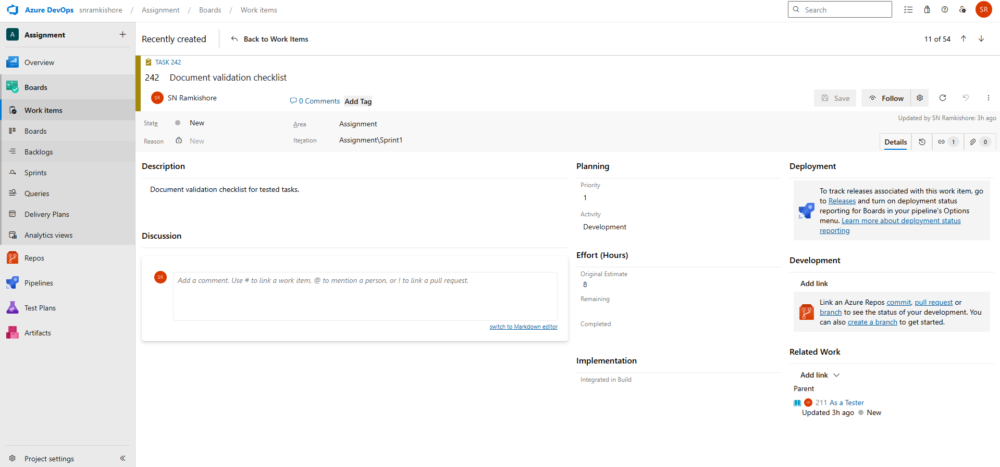 Azure DevOps snramkishore / Assignment / Boards / Work items
Search
SR
A Assignment
Recently created
Back to Work Items
11 of 54
Overview
Boards
Work items
Boards
Backlogs
Sprints
Queries
Delivery Plans
Analytics views
Repos
Pipelines
Test Plans
Artifacts
Project settings
TASK 242
242 Document validation checklist
SR SN Ramkishore
0 Comments Add Tag
Save
Follow
State New
Reason New
Area Assignment
Iteration Assignment\Sprint1
Updated by SN Ramkishore: 3h ago
Details 1 0
Description
Document validation checklist for tested tasks.
Discussion
SR
Add a comment. Use # to link a work item, @ to mention a person, or ! to link a pull request.
switch to Markdown editor
Planning
Priority
1
Activity
Development
Effort (Hours)
Original Estimate
8
Remaining
Completed
Implementation
Integrated in Build
Deployment
To track releases associated with this work item, go
to Releases and turn on deployment status
reporting for Boards in your pipeline's Options
menu. Learn more about deployment status
reporting
Development
Add link
Link an Azure Repos commit, pull request or
branch to see the status of your development. You
can also create a branch to get started.
Related Work
Add link
Parent
SR 211 As a Tester
Updated 3h ago New